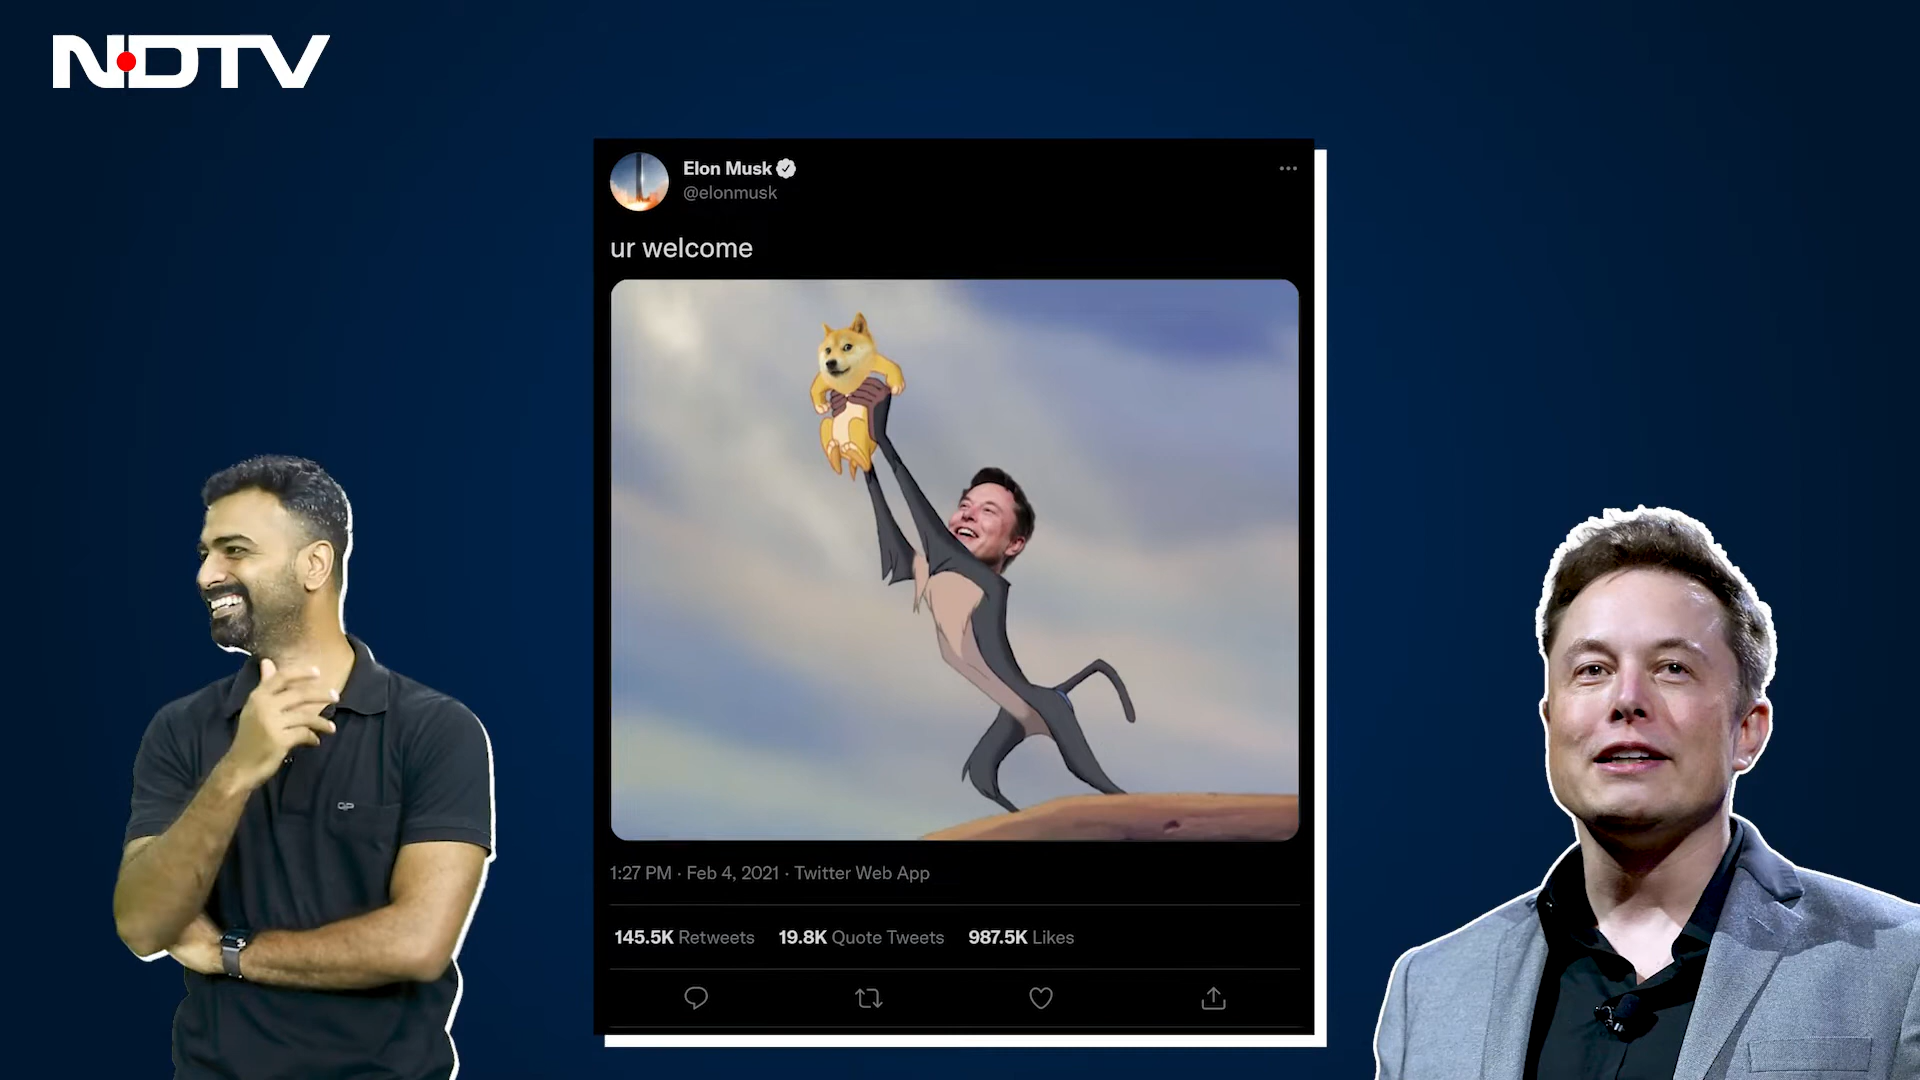 NDTV
Elon Musk
@elonmusk
ur welcome
1:27 PM · Feb 4, 2021 · Twitter Web App
145.5K Retweets 19.8K Quote Tweets 987.5K Likes